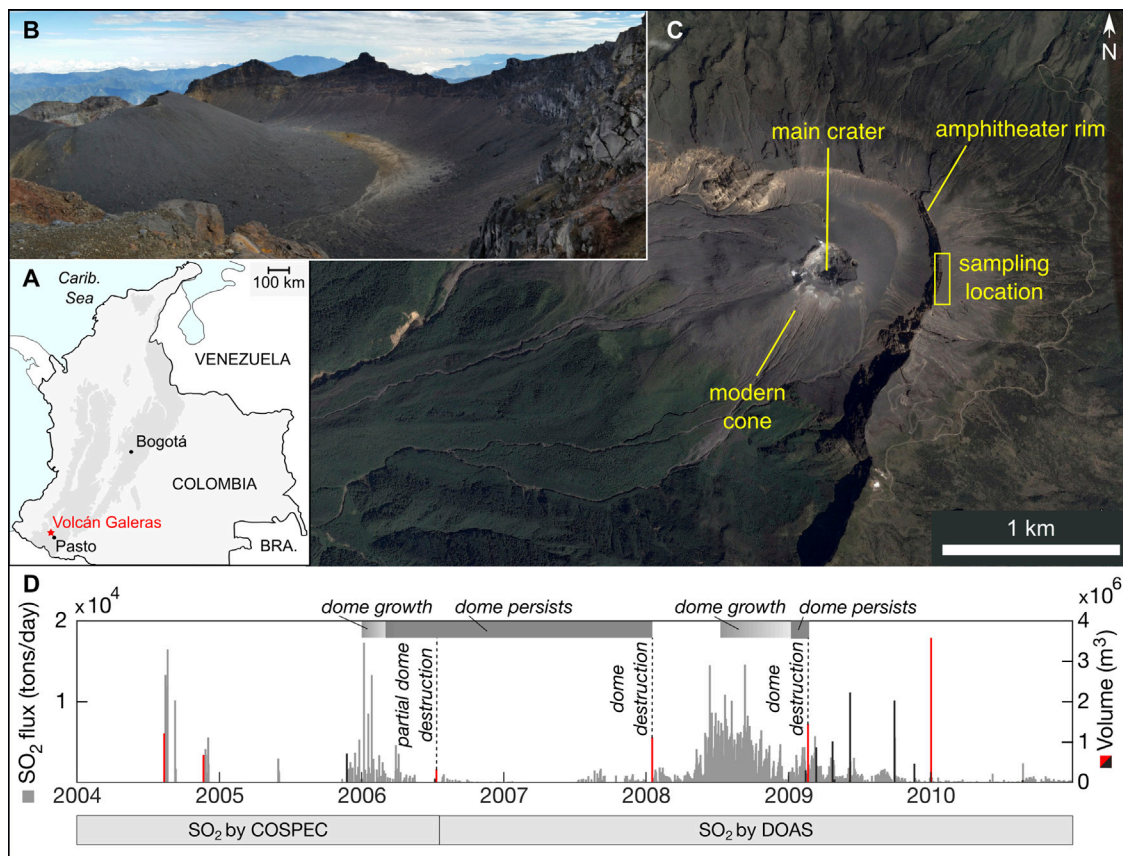 B
C
N
main crater
amphitheater rim
sampling
location
modern
cone
1 km
A
Carib.
Sea
100 km
VENEZUELA
Bogotá
COLOMBIA
Volcán Galeras
Pasto
BRA.
D
x10⁴
x10⁶
dome growth
dome persists
dome growth
dome persists
2
1
SO₂ flux (tons/day)
partial dome
destruction
dome
destruction
dome
destruction
4
3
2
1
0
Volume (m³)
2004
2005
2006
2007
2008
2009
2010
SO₂ by COSPEC
SO₂ by DOAS